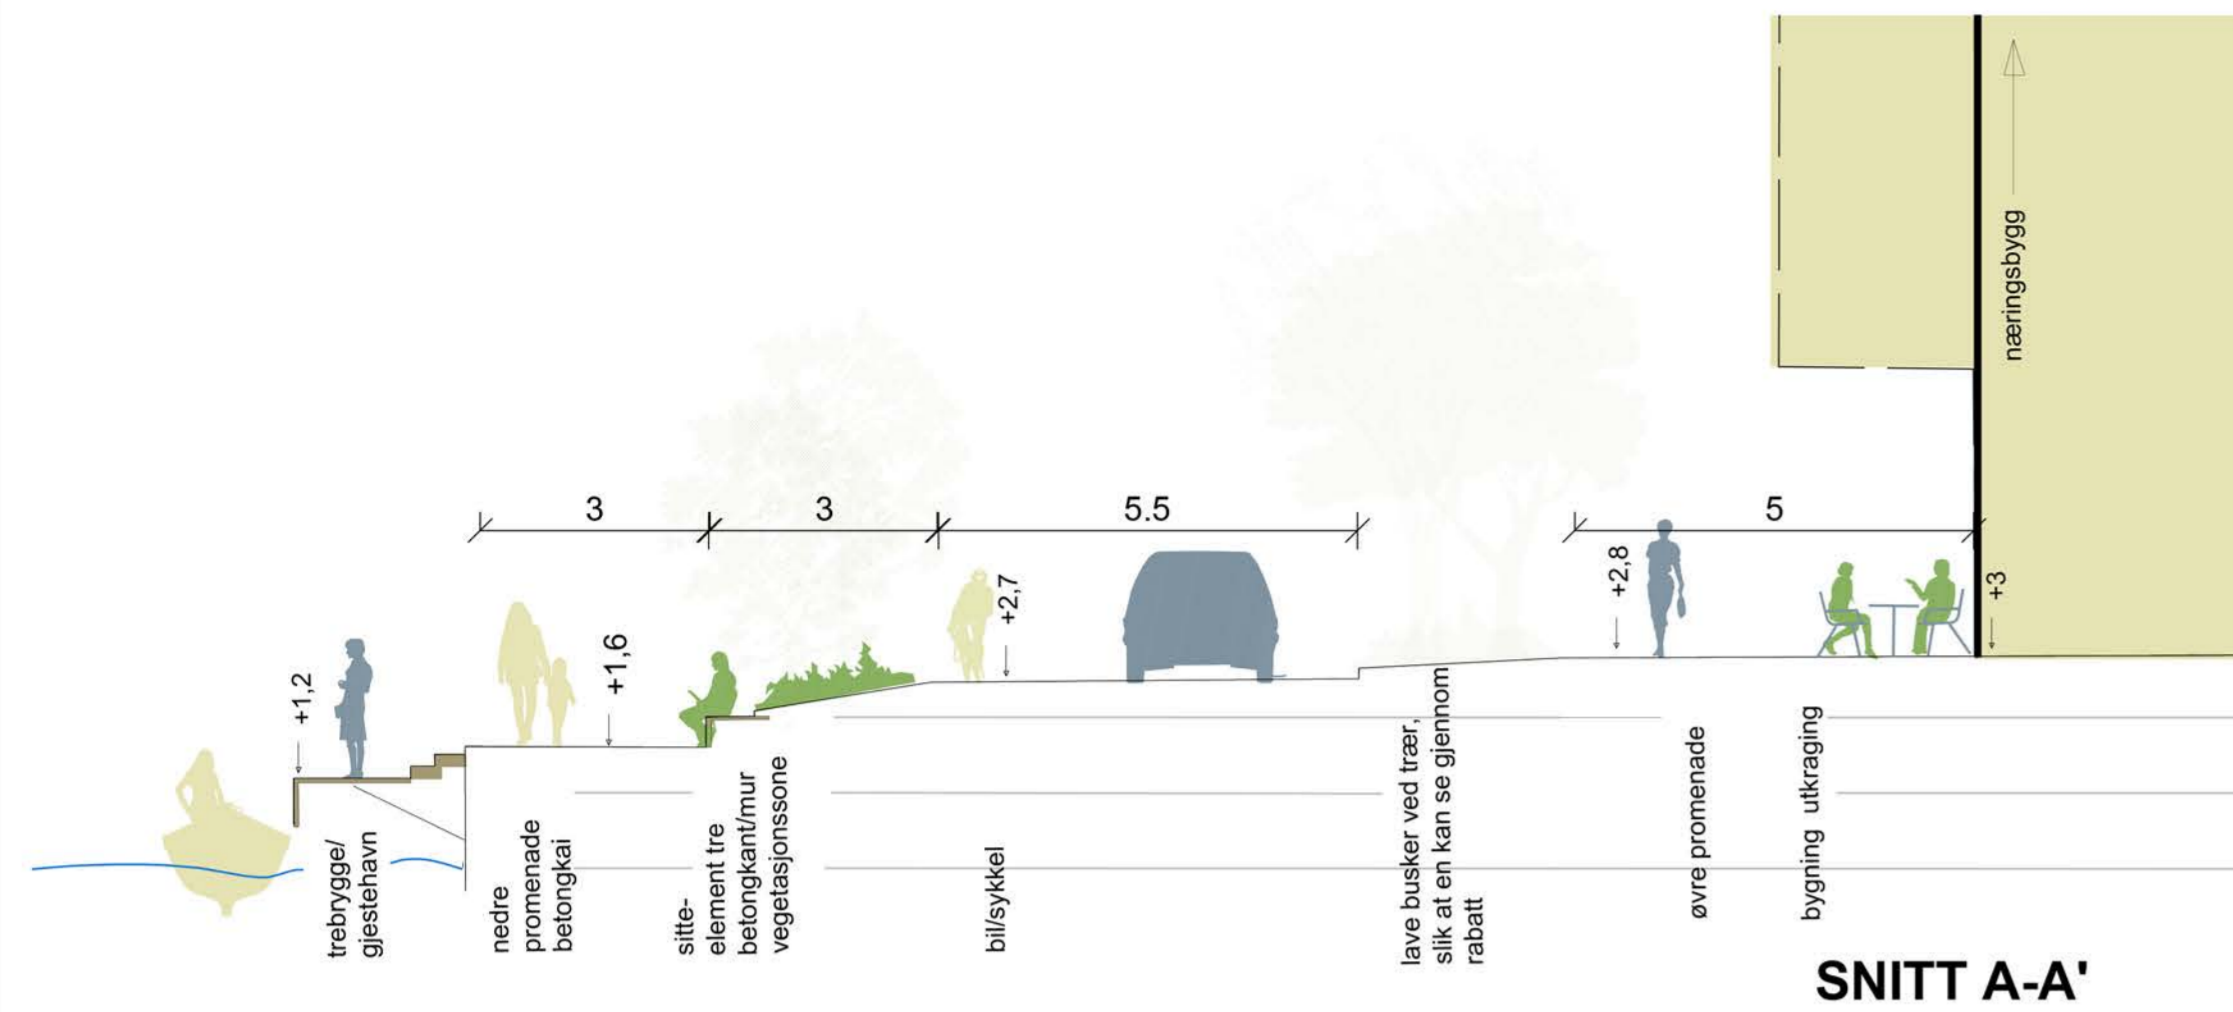 næringsbygg
3
3
5.5
5
+1,2
+1,6
+2,7
+2,8
+3
trebrygge/
gjestehavn
nedre
promenade
betongkai
sitte-
element tre
betongkant/mur
vegetasjonssone
bil/sykkel
lave busker ved trær,
slik at en kan se gjennom
rabatt
øvre promenade
bygning utkraging
SNITT A-A'